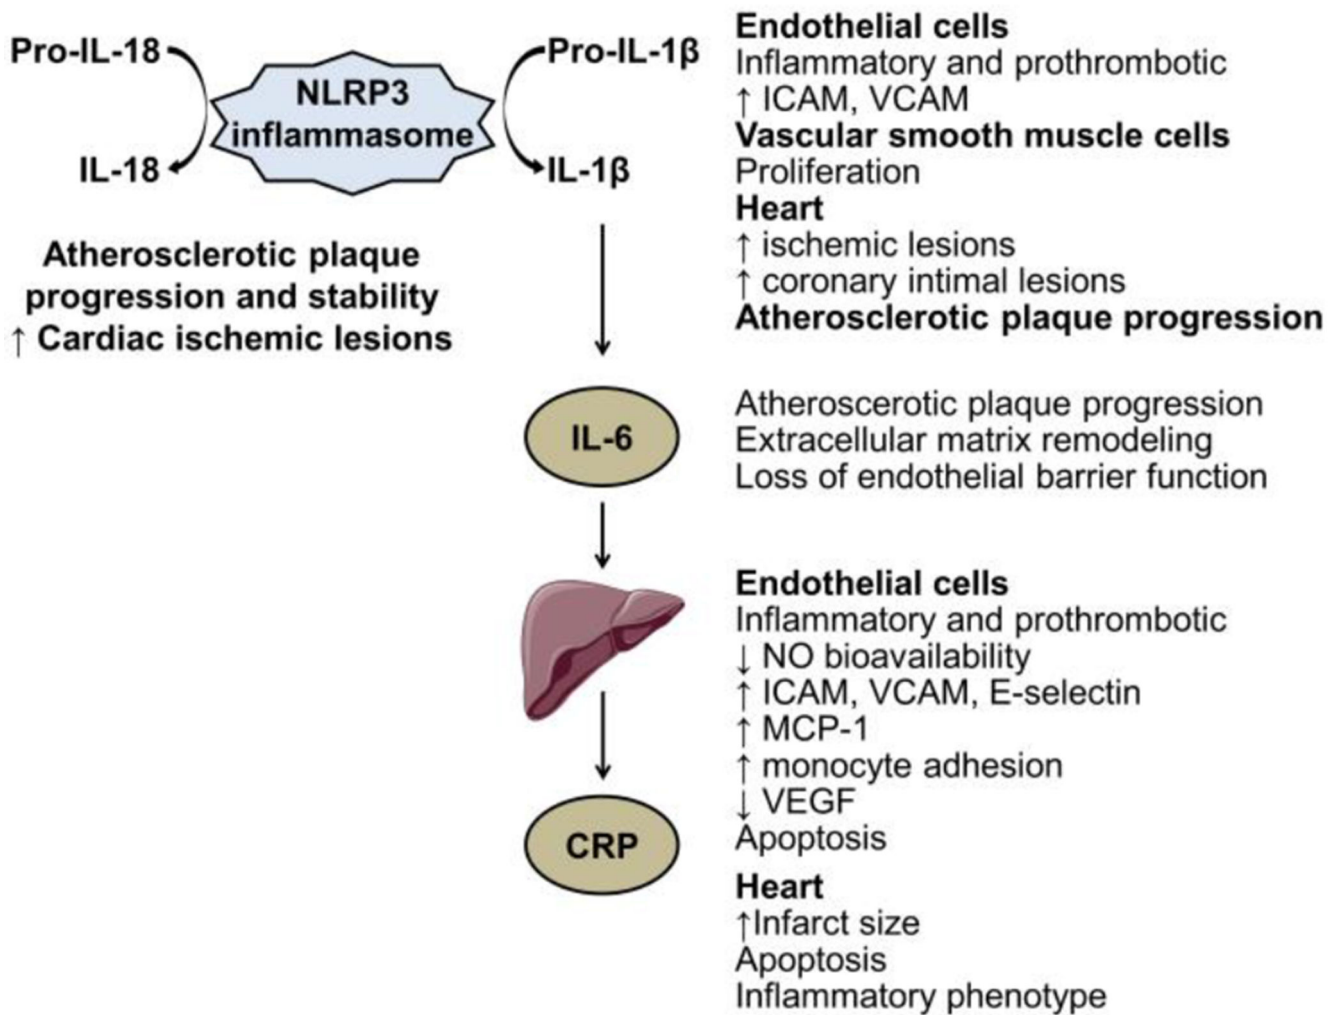 Pro-IL-18
NLRP3
inflammasome
IL-18
Pro-IL-1β
IL-1β
Atherosclerotic plaque
progression and stability
↑ Cardiac ischemic lesions
Endothelial cells
Inflammatory and prothrombotic
↑ ICAM, VCAM
Vascular smooth muscle cells
Proliferation
Heart
↑ ischemic lesions
↑ coronary intimal lesions
Atherosclerotic plaque progression
IL-6
Atheroscerotic plaque progression
Extracellular matrix remodeling
Loss of endothelial barrier function
Endothelial cells
Inflammatory and prothrombotic
↓ NO bioavailability
↑ ICAM, VCAM, E-selectin
↑ MCP-1
↑ monocyte adhesion
↓ VEGF
Apoptosis
CRP
Heart
↑Infarct size
Apoptosis
Inflammatory phenotype